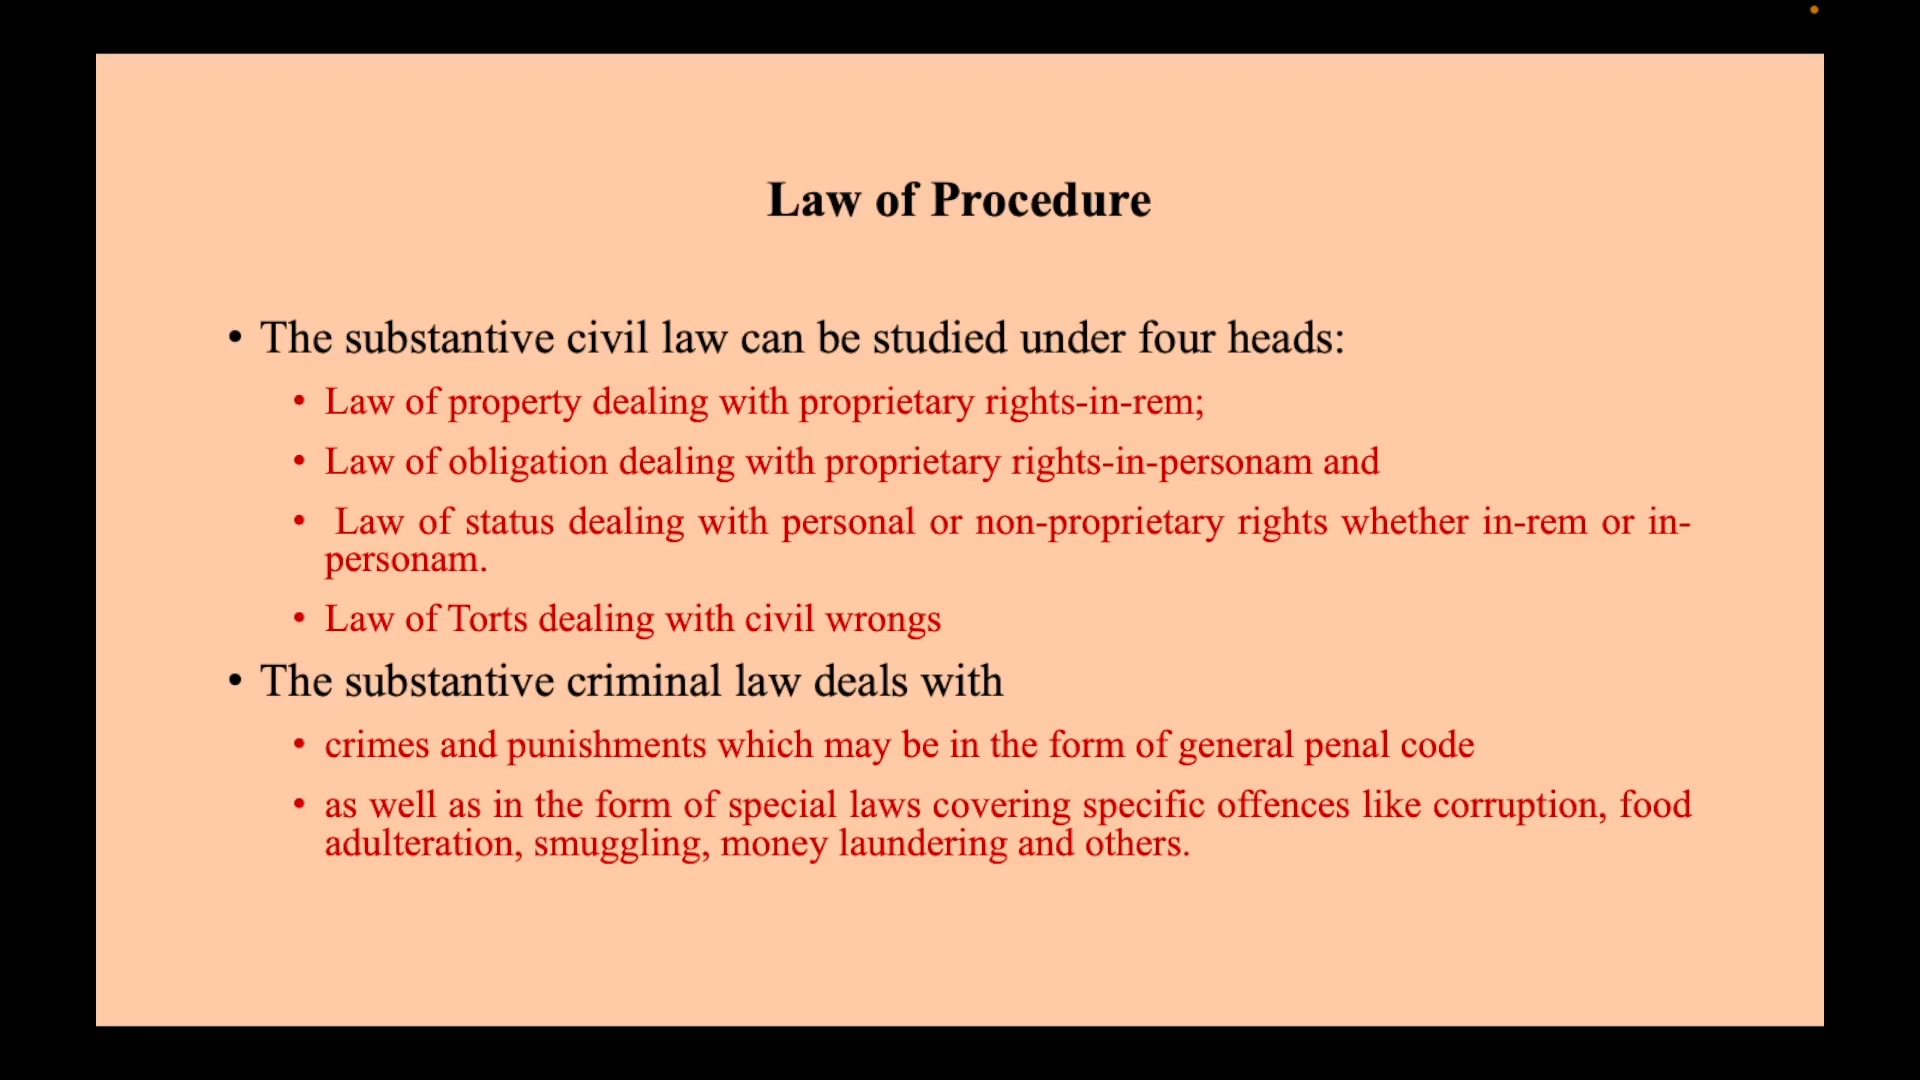 Law of Procedure
• The substantive civil law can be studied under four heads:
• Law of property dealing with proprietary rights-in-rem;
• Law of obligation dealing with proprietary rights-in-personam and
• Law of status dealing with personal or non-proprietary rights whether in-rem or in-
personam.
• Law of Torts dealing with civil wrongs
• The substantive criminal law deals with
• crimes and punishments which may be in the form of general penal code
• as well as in the form of special laws covering specific offences like corruption, food
adulteration, smuggling, money laundering and others.